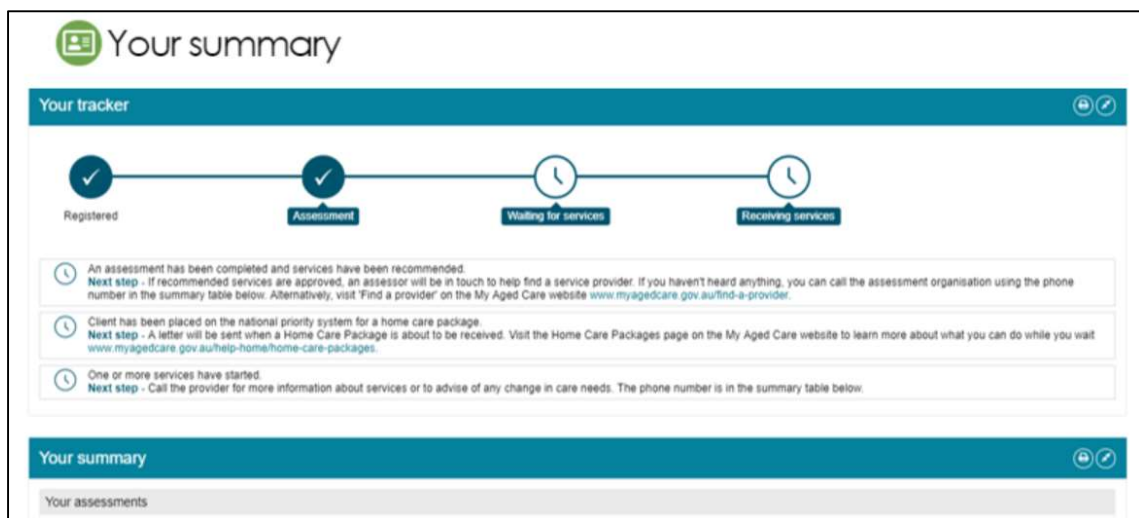 Your summary
Your tracker
Registered
Assessment
Waiting for services
Receiving services
An assessment has been completed and services have been recommended.
Next step - If recommended services are approved, an assessor will be in touch to help find a service provider. If you haven't heard anything, you can call the assessment organisation using the phone
number in the summary table below. Alternatively, visit 'Find a provider' on the My Aged Care website www.myagedcare.gov.au/find-a-provider.
Client has been placed on the national priority system for a home care package.
Next step - A letter will be sent when a Home Care Package is about to be received. Visit the Home Care Packages page on the My Aged Care website to learn more about what you can do while you wait
www.myagedcare.gov.au/help-home/home-care-packages.
One or more services have started.
Next step - Call the provider for more information about services or to advise of any change in care needs. The phone number is in the summary table below.
Your summary
Your assessments